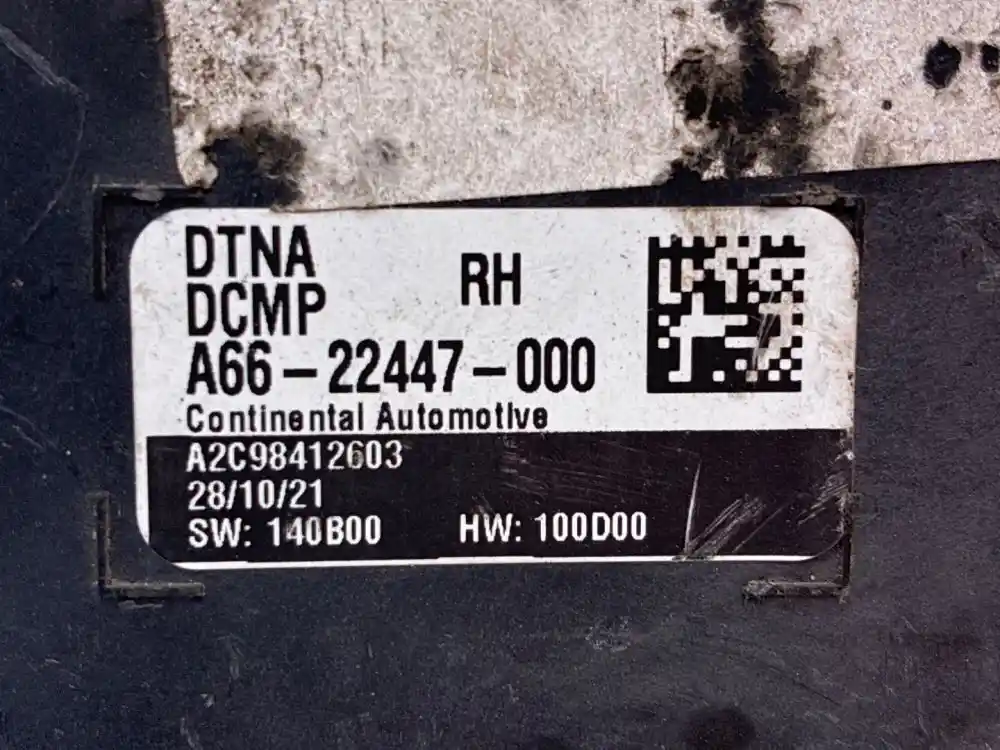 DTNA
DCMP RH
A66-22447-000
Continental Automotive
A2C98412603
28/10/21
SW: 140B00 HW: 100D00